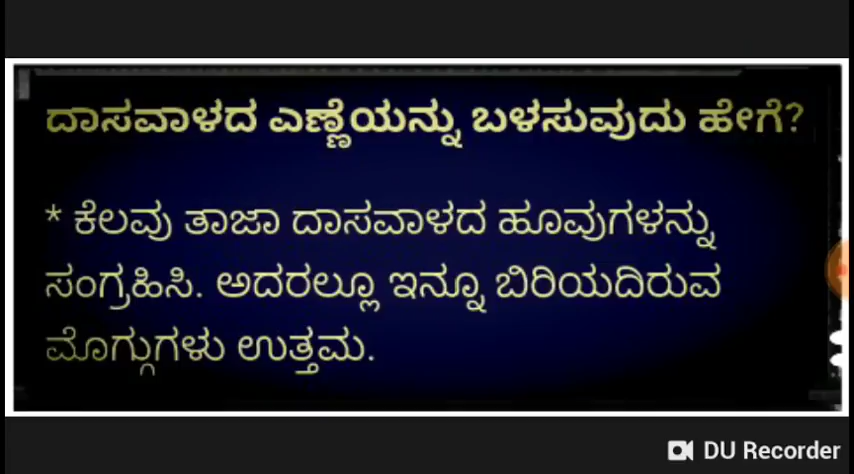 ದಾಸವಾಳದ ಎಣ್ಣೆಯನ್ನು ಬಳಸುವುದು ಹೇಗೆ?
* ಕೆಲವು ತಾಜಾ ದಾಸವಾಳದ ಹೂವುಗಳನ್ನು
ಸಂಗ್ರಹಿಸಿ. ಅದರಲ್ಲೂ ಇನ್ನೂ ಬಿರಿಯದಿರುವ
ಮೊಗ್ಗುಗಳು ಉತ್ತಮ.
DU Recorder